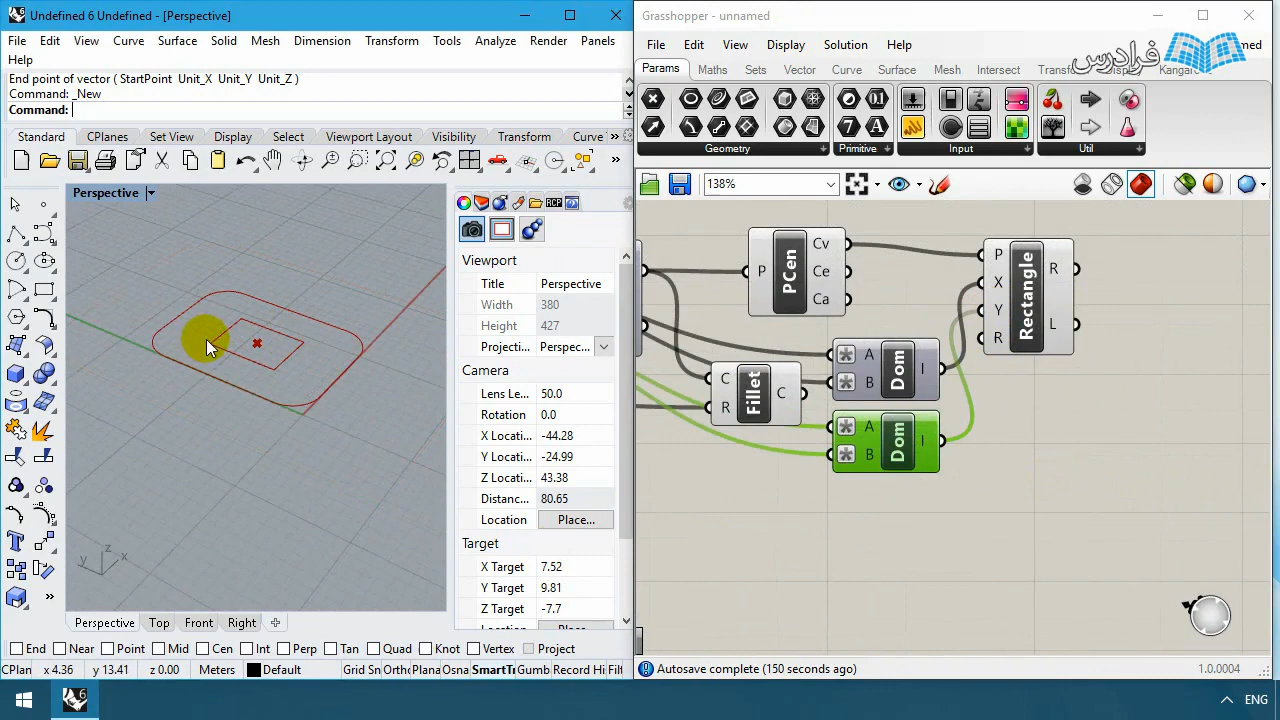 Undefined 6 Undefined - [Perspective]
File Edit View Curve Surface Solid Mesh Dimension Transform Tools Analyze Render Panels
Help
End point of vector ( StartPoint Unit_X Unit_Y Unit_Z )
Command: _New
Command:
Standard CPlanes Set View Display Select Viewport Layout Visibility Transform Curve
Perspective
Viewport
Title Perspective
Width 380
Height 427
Projecti... Perspec...
Camera
Lens Le... 50.0
Rotation 0.0
X Locati... -44.28
Y Locati... -24.99
Z Locati... 43.38
Distanc... 80.65
Location Place...
Target
X Target 7.52
Y Target 9.81
Z Target -7.7
z
y x
Perspective Top Front Right
End Near Point Mid Cen Int Perp Tan Quad Knot Vertex Project
CPlan x 4.36 y 13.41 z 0.00 Meters Default Grid Sn Ortho Plana Osna SmartTr Gumb Record Hi Filte
Grasshopper - unnamed
File Edit View Display Solution Help
med
فرادرس
Params Maths Sets Vector Curve Surface Mesh Intersect Transf Kangar
Geometry Primitive Input Util
138%
PCen
P
Cv
Ce
Ca
Rectangle
P
X
Y
R
R
L
Fillet
C
R
C
Dom
A
B
I
Dom
A
B
I
Autosave complete (150 seconds ago)
1.0.0004
ENG